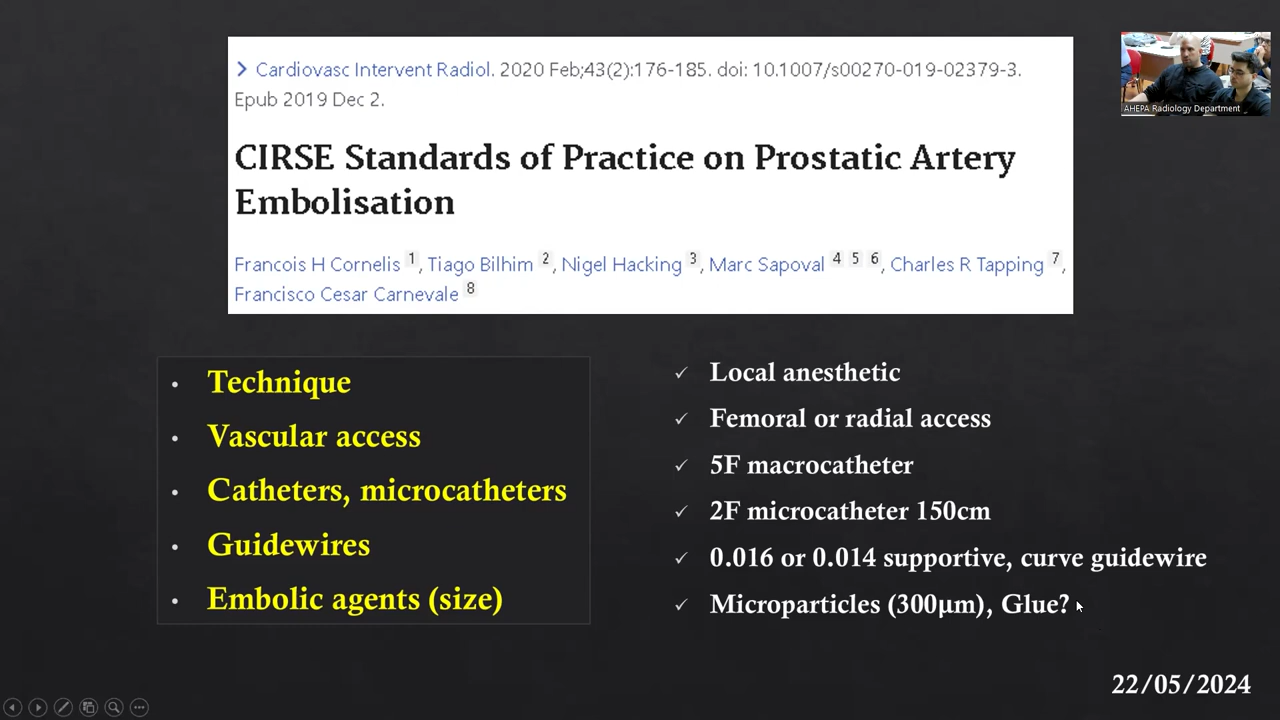 Cardiovasc Intervent Radiol. 2020 Feb;43(2):176-185. doi: 10.1007/s00270-019-02379-3.
Epub 2019 Dec 2.
AHEPA Radiology Department
CIRSE Standards of Practice on Prostatic Artery
Embolisation
Francois H Cornelis 1, Tiago Bilhim 2, Nigel Hacking 3, Marc Sapoval 4 5 6, Charles R Tapping 7,
Francisco Cesar Carnevale 8
• Technique
• Vascular access
• Catheters, microcatheters
• Guidewires
• Embolic agents (size)
✓ Local anesthetic
✓ Femoral or radial access
✓ 5F macrocatheter
✓ 2F microcatheter 150cm
✓ 0.016 or 0.014 supportive, curve guidewire
✓ Microparticles (300μm), Glue?
22/05/2024